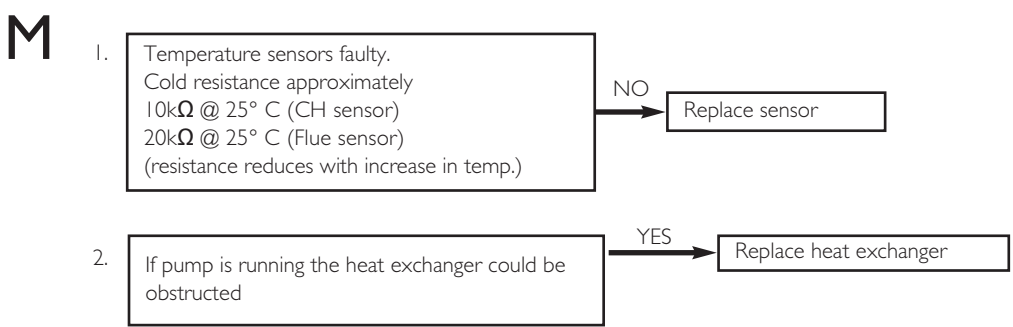 M
1. Temperature sensors faulty.
Cold resistance approximately
10kΩ @ 25° C (CH sensor)
20kΩ @ 25° C (Flue sensor)
(resistance reduces with increase in temp.)
NO
Replace sensor
2. If pump is running the heat exchanger could be
obstructed
YES
Replace heat exchanger